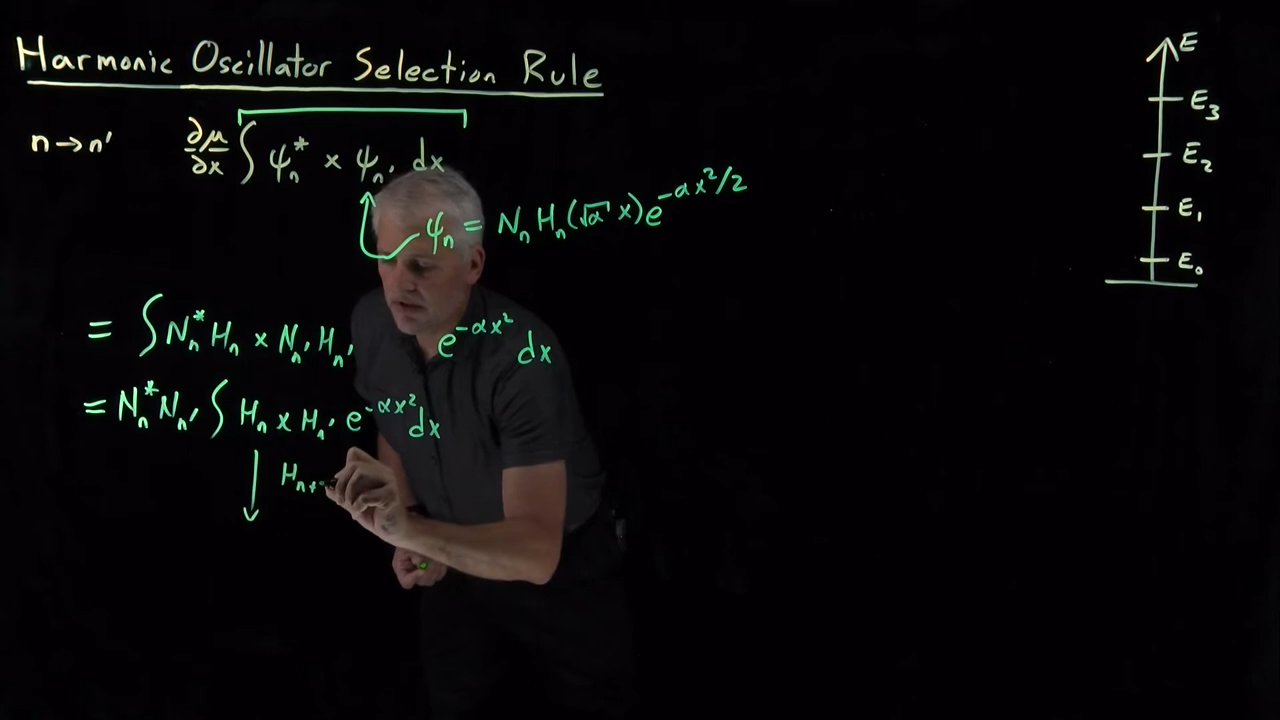 Harmonic Oscillator Selection Rule
n → n' ∂μ/∂x ∫ ψₙ* x ψₙ' dx
ψₙ = Nₙ Hₙ(√α x) e^(-αx²/2)
= ∫ Nₙ* Hₙ x Nₙ' Hₙ' e^(-αx²) dx
= Nₙ* Nₙ' ∫ Hₙ x Hₙ' e^(-αx²) dx
↓ Hₙ₊
E
E₃
E₂
E₁
E₀